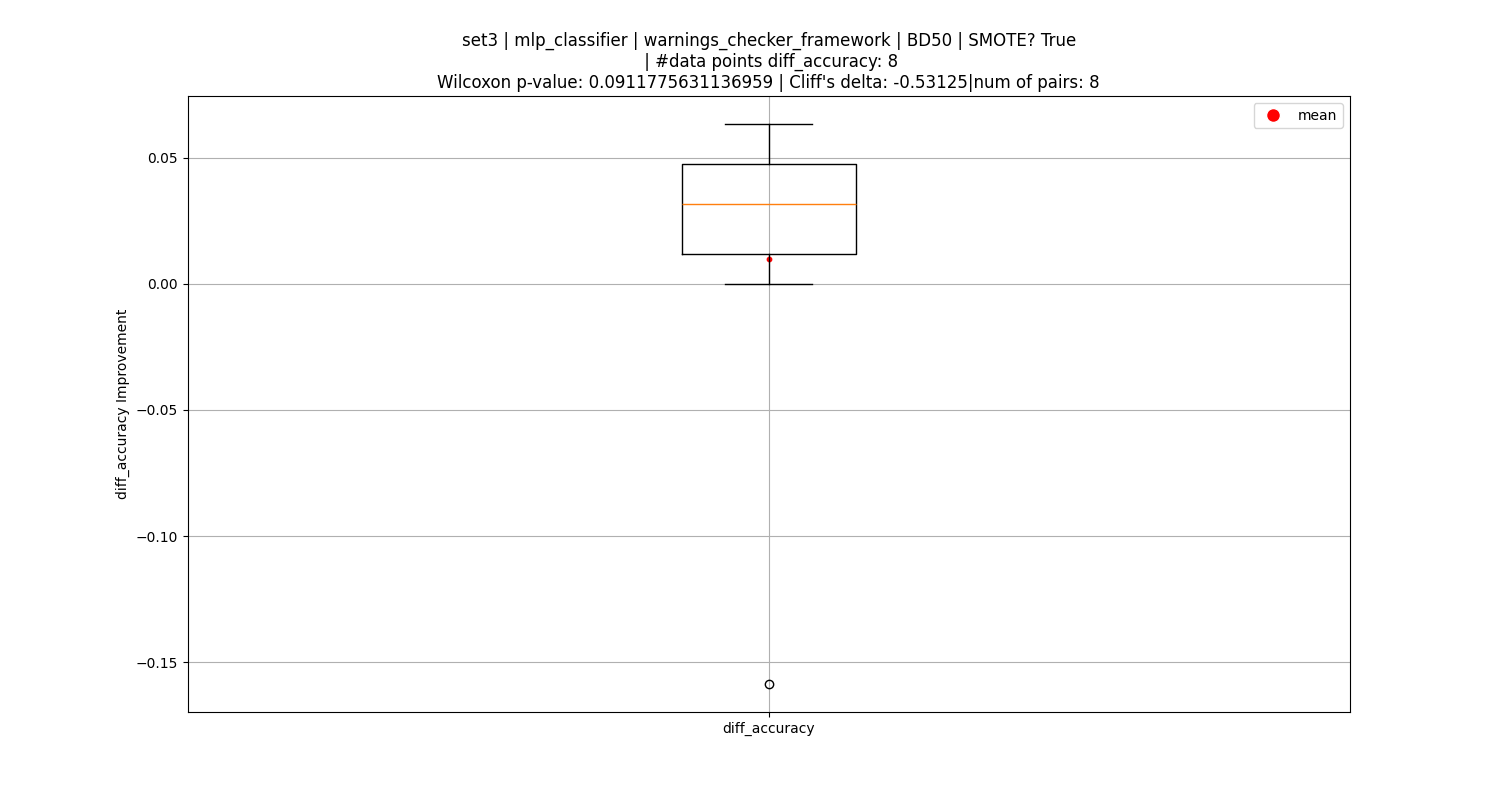 set3 | mlp_classifier | warnings_checker_framework | BD50 | SMOTE? True
| #data points diff_accuracy: 8
Wilcoxon p-value: 0.0911775631136959 | Cliff's delta: -0.53125|num of pairs: 8
mean
0.05
0.00
−0.05
−0.10
−0.15
diff_accuracy Improvement
diff_accuracy